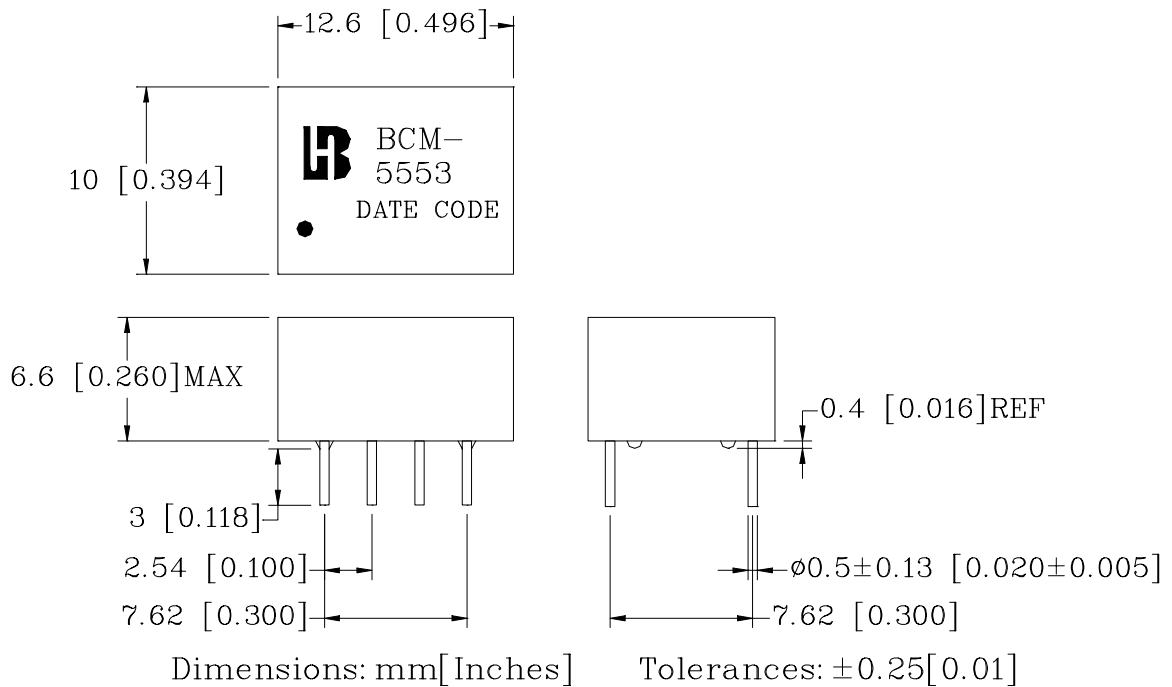 12.6 [0.496]
BCM-
5553
10 [0.394]
DATE CODE
6.6 [0.260]MAX
0.4 [0.016]REF
3 [0.118]
2.54 [0.100]
ø0.5±0.13 [0.020±0.005]
7.62 [0.300]
7.62 [0.300]
Dimensions: mm[Inches]
Tolerances: ±0.25[0.01]